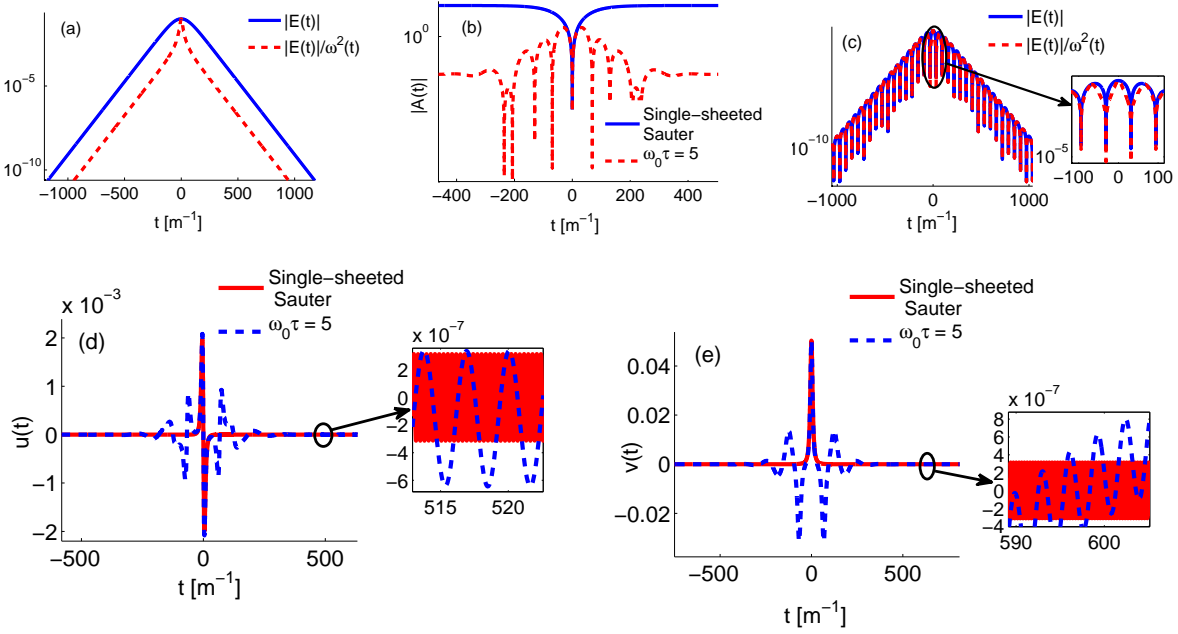 (a)
|E(t)|
|E(t)|/ω²(t)
10⁻⁵
10⁻¹⁰
−1000 −500 0 500 1000
t [m⁻¹]
(b)
10⁰
|A(t)|
Single−sheeted
Sauter
ω₀τ = 5
−400 −200 0 200 400
t [m⁻¹]
(c)
|E(t)|
|E(t)|/ω²(t)
10⁻¹⁰
−1000 0 1000
t [m⁻¹]
10⁻⁵
−100 0 100
(d)
Single−sheeted
Sauter
ω₀τ = 5
x 10⁻³
2
1
0
−1
−2
u(t)
−500 0 500
t [m⁻¹]
x 10⁻⁷
2
0
−2
−4
−6
515 520
(e)
Single−sheeted
Sauter
ω₀τ = 5
0.04
0.02
0
−0.02
v(t)
−500 0 500
t [m⁻¹]
x 10⁻⁷
8
6
4
2
0
−2
−4
590 600